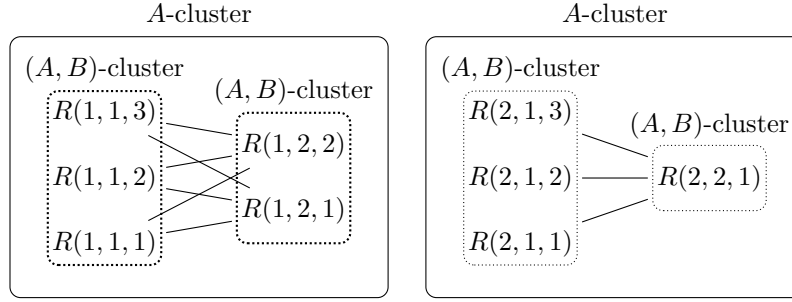 A-cluster
(A, B)-cluster
R(1, 1, 3)
R(1, 1, 2)
R(1, 1, 1)
(A, B)-cluster
R(1, 2, 2)
R(1, 2, 1)
A-cluster
(A, B)-cluster
R(2, 1, 3)
R(2, 1, 2)
R(2, 1, 1)
(A, B)-cluster
R(2, 2, 1)